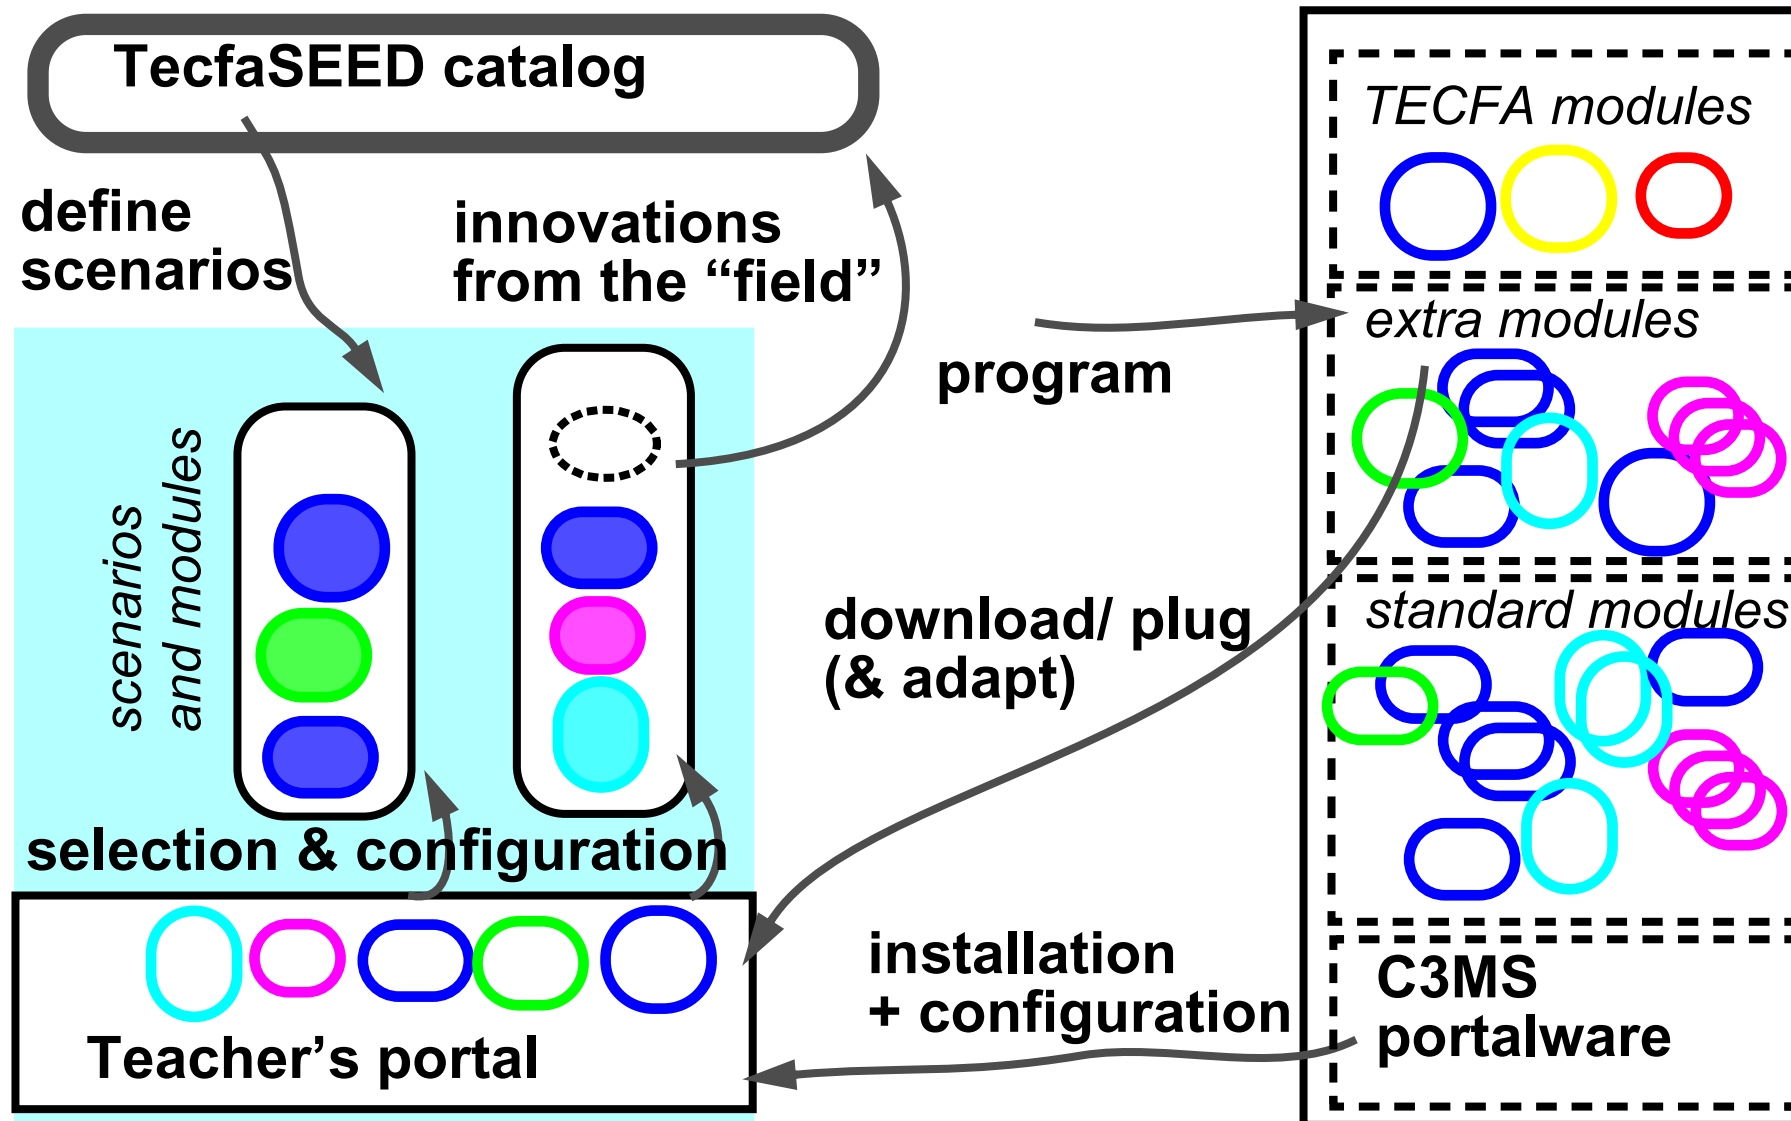 TecfaSEED catalog
define
scenarios
innovations
from the “field”
scenarios
and modules
selection & configuration
Teacher’s portal
program
download/ plug
(& adapt)
installation
+ configuration
TECFA modules
extra modules
standard modules
C3MS
portalware